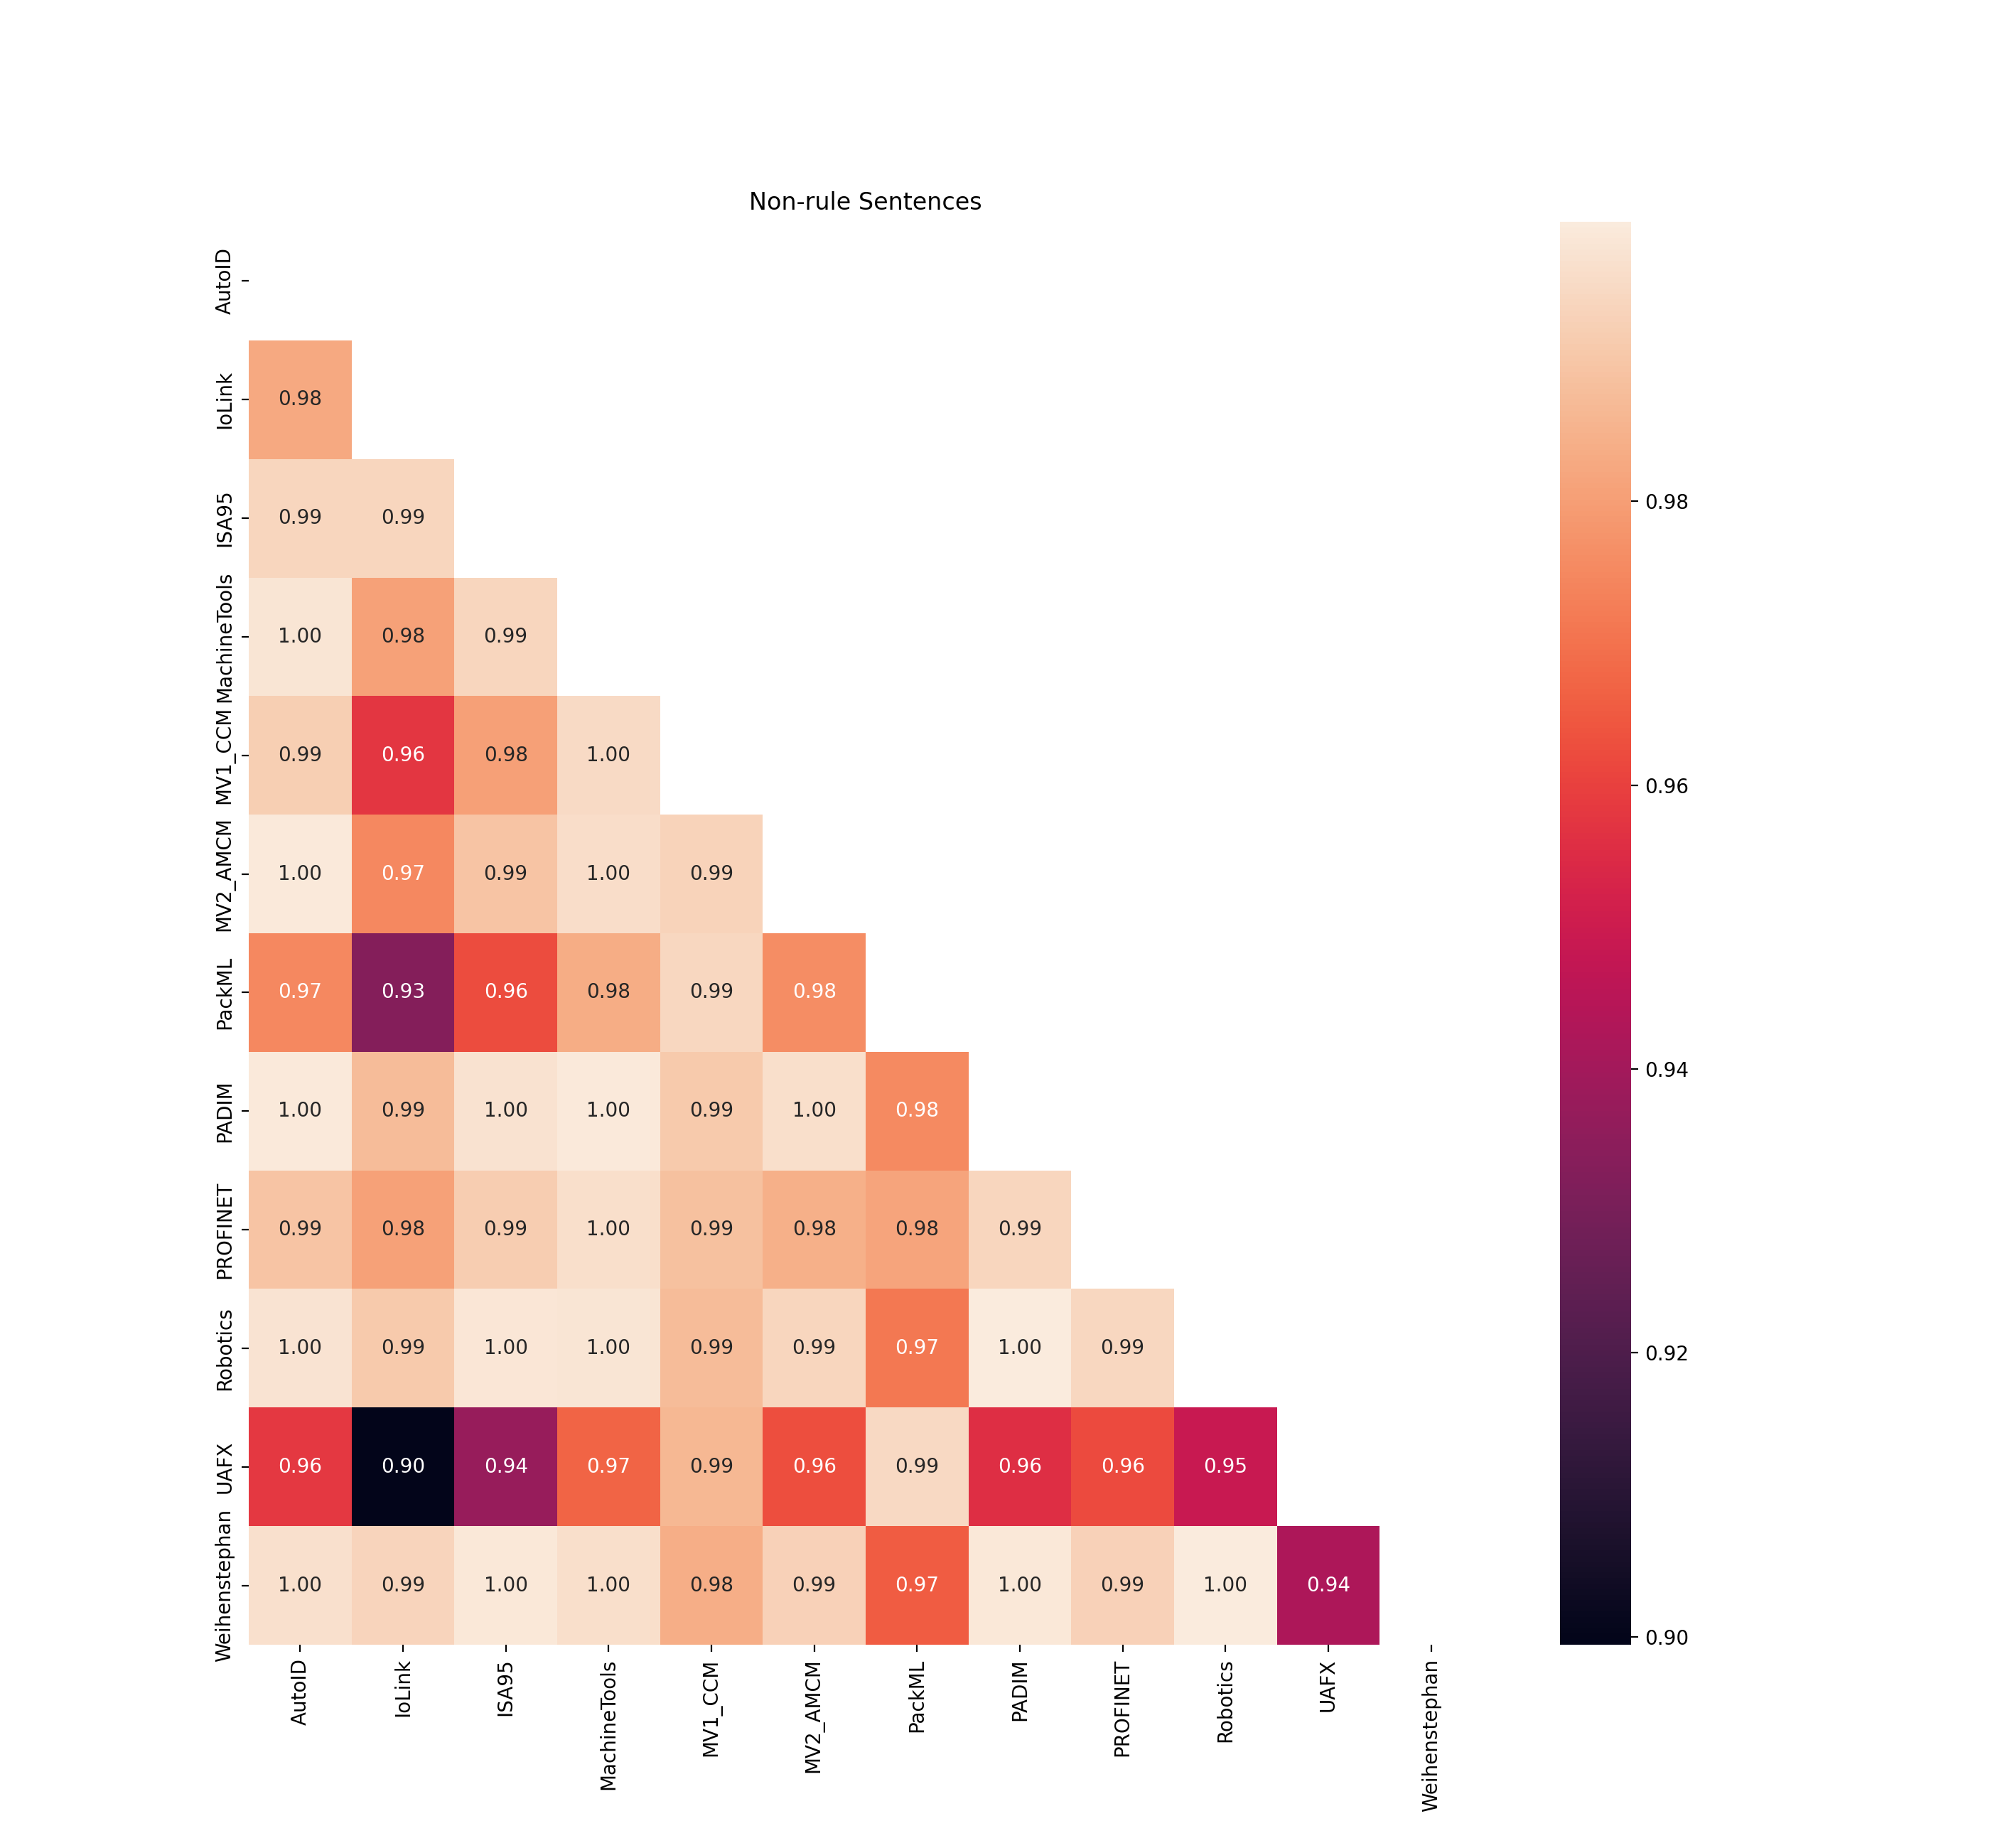 Non-rule Sentences
AutoID
IoLink 0.98
ISA95 0.99 0.99
MachineTools 1.00 0.98 0.99
MV1_CCM 0.99 0.96 0.98 1.00
MV2_AMCM 1.00 0.97 0.99 1.00 0.99
PackML 0.97 0.93 0.96 0.98 0.99 0.98
PADIM 1.00 0.99 1.00 1.00 0.99 1.00 0.98
PROFINET 0.99 0.98 0.99 1.00 0.99 0.98 0.98 0.99
Robotics 1.00 0.99 1.00 1.00 0.99 0.99 0.97 1.00 0.99
UAFX 0.96 0.90 0.94 0.97 0.99 0.96 0.99 0.96 0.96 0.95
Weihenstephan 1.00 0.99 1.00 1.00 0.98 0.99 0.97 1.00 0.99 1.00 0.94
AutoID IoLink ISA95 MachineTools MV1_CCM MV2_AMCM PackML PADIM PROFINET Robotics UAFX Weihenstephan
0.98
0.96
0.94
0.92
0.90